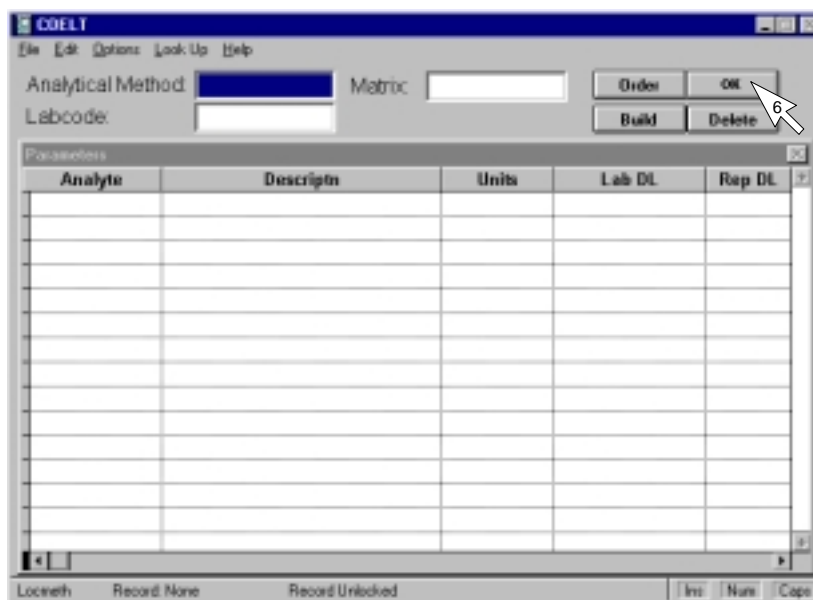 COELT
File Edit Options Look Up Help
Analytical Method: Matrix: Order OK
6
Labcode: Build Delete
Parameters
Analyte Descriptn Units Lab DL Rep DL
Locmeth Record: None Record Unlocked Ins Num Caps